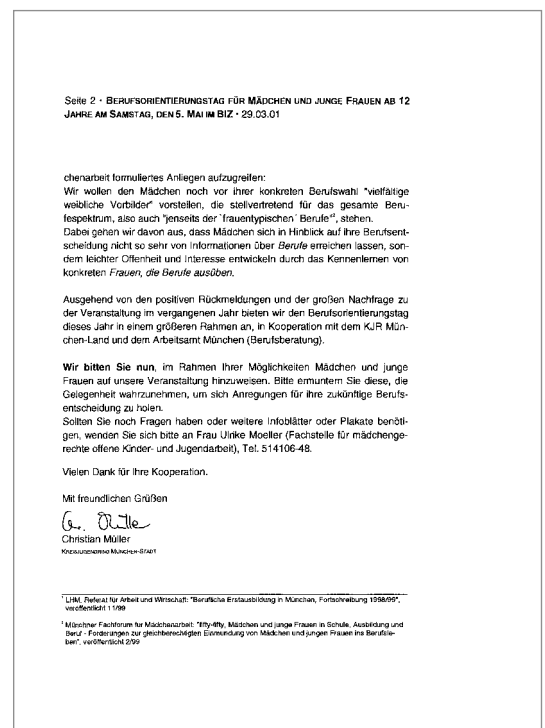 Seite 2 · BERUFSORIENTIERUNGSTAG FÜR MÄDCHEN UND JUNGE FRAUEN AB 12
JAHRE AM SAMSTAG, DEN 5. MAI IM BIZ · 29.03.01
chenarbeit formuliertes Anliegen aufzugreifen:
Wir wollen den Mädchen noch vor ihrer konkreten Berufswahl "vielfältige
weibliche Vorbilder" vorstellen, die stellvertretend für das gesamte Beru-
fespektrum, also auch "jenseits der `frauentypischen´ Berufe"², stehen.
Dabei gehen wir davon aus, dass Mädchen sich in Hinblick auf ihre Berufsent-
scheidung nicht so sehr von Informationen über Berufe erreichen lassen, son-
dern leichter Offenheit und Interesse entwickeln durch das Kennenlernen von
konkreten Frauen, die Berufe ausüben.
Ausgehend von den positiven Rückmeldungen und der großen Nachfrage zu
der Veranstaltung im vergangenen Jahr bieten wir den Berufsorientierungstag
dieses Jahr in einem größeren Rahmen an, in Kooperation mit dem KJR Mün-
chen-Land und dem Arbeitsamt München (Berufsberatung).
Wir bitten Sie nun, im Rahmen Ihrer Möglichkeiten Mädchen und junge
Frauen auf unsere Veranstaltung hinzuweisen. Bitte ermuntern Sie diese, die
Gelegenheit wahrzunehmen, um sich Anregungen für ihre zukünftige Berufs-
entscheidung zu holen.
Sollten Sie noch Fragen haben oder weitere Infoblätter oder Plakate benöti-
gen, wenden Sie sich bitte an Frau Ulrike Moeller (Fachstelle für mädchenge-
rechte offene Kinder- und Jugendarbeit), Tel. 514106-48.
Vielen Dank für Ihre Kooperation.
Mit freundlichen Grüßen
Christian Müller
KREISJUGENDRING MÜNCHEN-STADT
¹ LHM, Referat für Arbeit und Wirtschaft: "Berufliche Erstausbildung in München, Fortschreibung 1998/99",
veröffentlicht 11/99
² Münchner Fachforum für Mädchenarbeit: "fifty-fifty, Mädchen und junge Frauen in Schule, Ausbildung und
Beruf - Forderungen zur gleichberechtigten Einmündung von Mädchen und jungen Frauen ins Berufsle-
ben", veröffentlicht 2/99